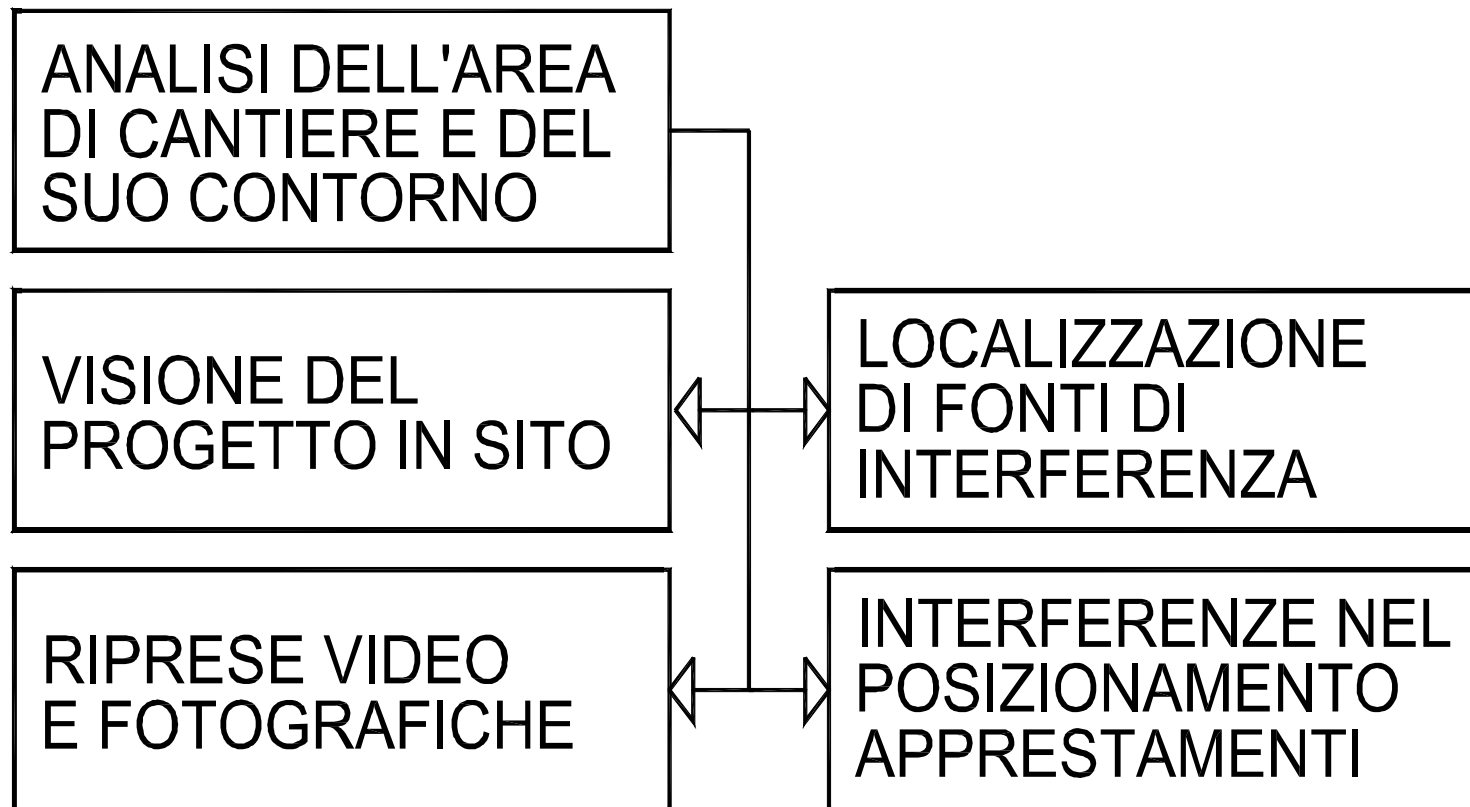 ANALISI DELL'AREA
DI CANTIERE E DEL
SUO CONTORNO
VISIONE DEL
PROGETTO IN SITO
LOCALIZZAZIONE
DI FONTI DI
INTERFERENZA
RIPRESE VIDEO
E FOTOGRAFICHE
INTERFERENZE NEL
POSIZIONAMENTO
APPRESTAMENTI